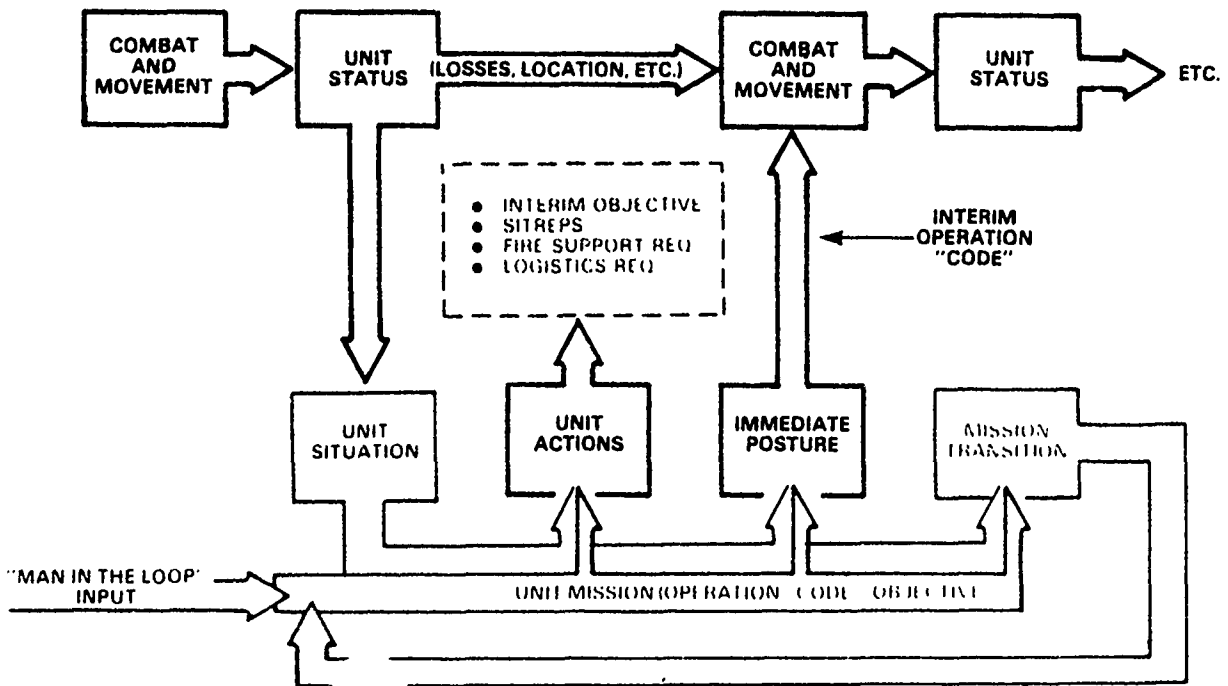 COMBAT
AND
MOVEMENT
UNIT
STATUS
(LOSSES, LOCATION, ETC.)
COMBAT
AND
MOVEMENT
UNIT
STATUS
ETC.
● INTERIM OBJECTIVE
● SITREPS
● FIRE SUPPORT REQ
● LOGISTICS REQ
INTERIM
OPERATION
"CODE"
UNIT
SITUATION
UNIT
ACTIONS
IMMEDIATE
POSTURE
MISSION
TRANSITION
"MAN IN THE LOOP'
INPUT
UNIT MISSION (OPERATION CODE OBJECTIVE